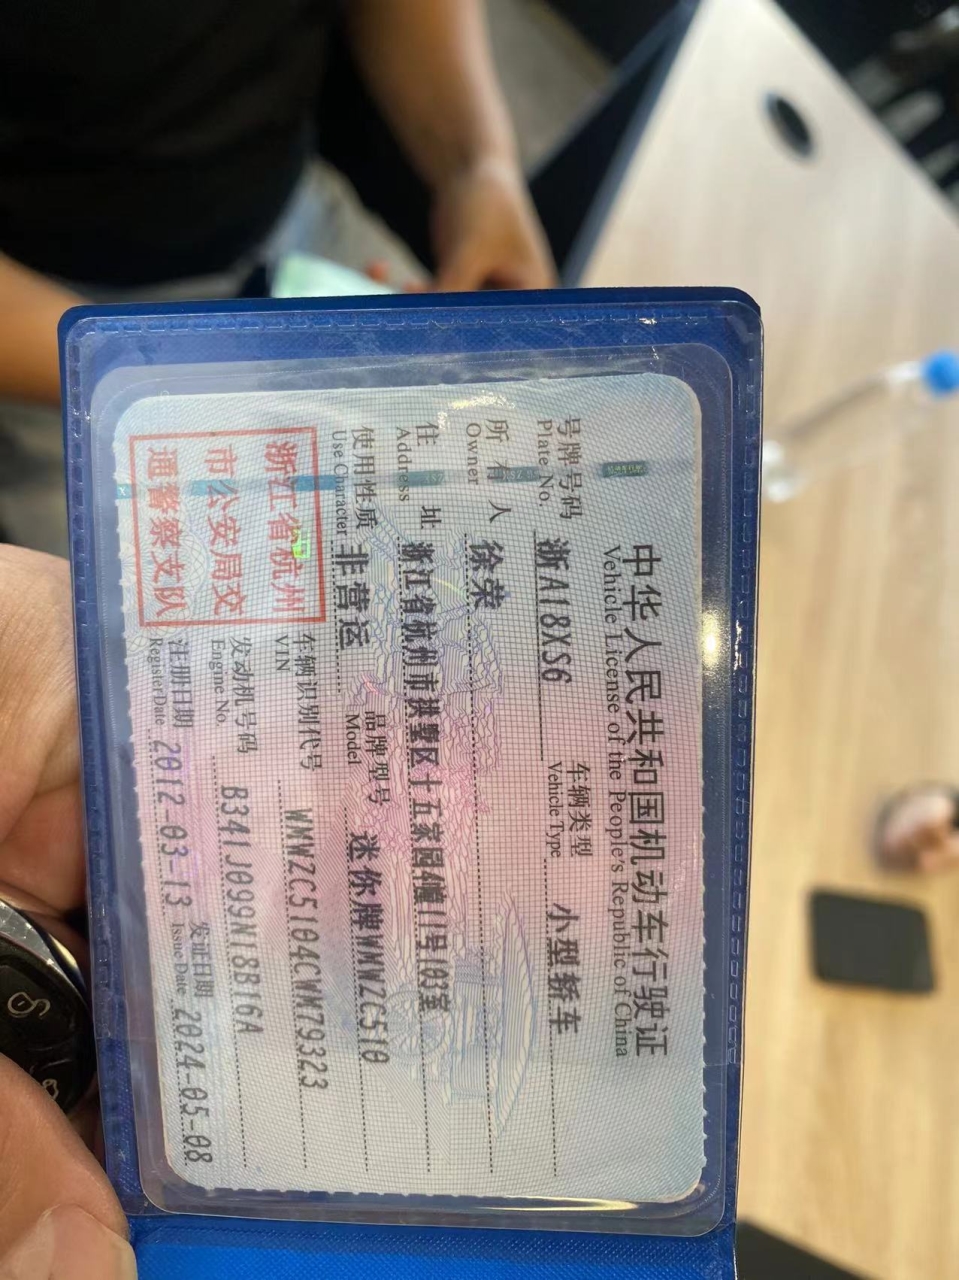 中华人民共和国机动车行驶证
Vehicle License of the People's Republic of China
号牌号码 浙A18XS6 车辆类型 小型轿车
Plate No. Vehicle Type
所有人 徐荣
Owner
住址 浙江省杭州市拱墅区十五家园4幢11号103室
Address
使用性质 非营运 品牌型号 迷你牌WMWZC510
Use Character Model
浙江省杭州
市公安局交
通警察支队
车辆识别代号 WMWZC5104CWM79323
VIN
发动机号码 B341J099N18B16A
Engine No.
注册日期 2012-03-13 发证日期 2024-05-08
Register Date Issue Date